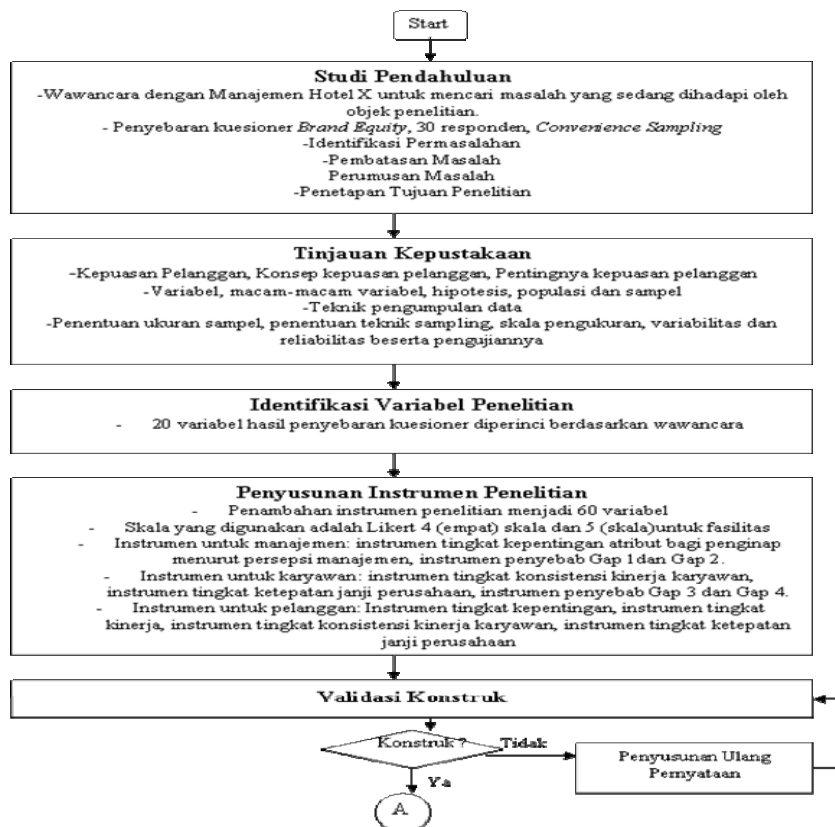 Start
Studi Pendahuluan
-Wawancara dengan Manajemen Hotel X untuk mencari masalah yang sedang dihadapi oleh
objek penelitian.
- Penyebaran kuesioner Brand Equity, 30 responden, Convenience Sampling
-Identifikasi Permasalahan
-Pembatasan Masalah
Perumusan Masalah
-Penetapan Tujuan Penelitian
Tinjauan Kepustakaan
-Kepuasan Pelanggan, Konsep kepuasan pelanggan, Pentingnya kepuasan pelanggan
-Variabel, macam-macam variabel, hipotesis, populasi dan sampel
-Teknik pengumpulan data
-Penentuan ukuran sampel, penentuan teknik sampling, skala pengukuran, variabilitas dan
reliabilitas beserta pengujiannya
Identifikasi Variabel Penelitian
- 20 variabel hasil penyebaran kuesioner diperinci berdasarkan wawancara
Penyusunan Instrumen Penelitian
- Penambahan instrumen penelitian menjadi 60 variabel
- Skala yang digunakan adalah Likert 4 (empat) skala dan 5 (skala)untuk fasilitas
- Instrumen untuk manajemen: instrumen tingkat kepentingan atribut bagi penginap
menurut persepsi manajemen, instrumen penyebab Gap 1dan Gap 2.
- Instrumen untuk karyawan: instrumen tingkat konsistensi kinerja karyawan,
instrumen tingkat ketepatan janji perusahaan, instrumen penyebab Gap 3 dan Gap 4.
- Instrumen untuk pelanggan: Instrumen tingkat kepentingan, instrumen tingkat
kinerja, instrumen tingkat konsistensi kinerja karyawan, instrumen tingkat ketepatan
janji perusahaan
Validasi Konstruk
Konstruk ?
Tidak
Penyusunan Ulang
Pernyataan
Ya
A